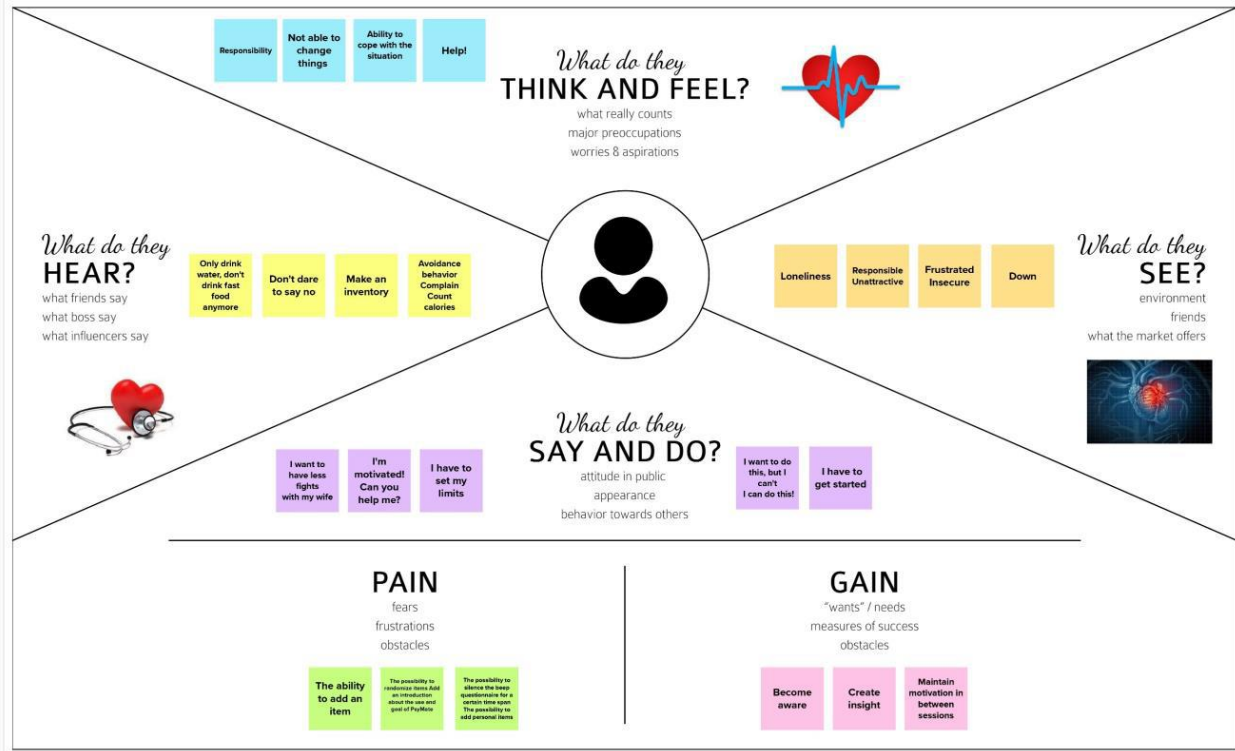 Responsibility
Not able to
change
things
Ability to
cope with the
situation
Help!
What do they
THINK AND FEEL?
what really counts
major preoccupations
worries & aspirations
What do they
HEAR?
what friends say
what boss say
what influencers say
Only drink
water, don't
drink fast
food
anymore
Don't dare
to say no
Make an
inventory
Avoidance
behavior
Complain
Count
calories
Loneliness
Responsible
Unattractive
Frustrated
Insecure
Down
What do they
SEE?
environment
friends
what the market offers
What do they
SAY AND DO?
attitude in public
appearance
behavior towards others
I want to
have less
fights
with my wife
I'm
motivated!
Can you
help me?
I have to
set my
limits
I want to do
this, but I
can't
I can do this!
I have to
get started
PAIN
fears
frustrations
obstacles
The ability
to add an
item
The possibility to
randomize items Add
an introduction
about the use and
goal of PsyMate
The possibility to
silence the beep
questionnaire for a
certain time span
The possibility to
add personal items
GAIN
"wants" / needs
measures of success
obstacles
Become
aware
Create
insight
Maintain
motivation in
between
sessions